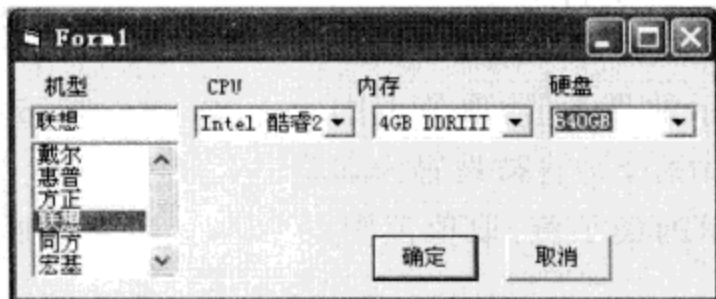 Form1
机型 CPU 内存 硬盘
联想 Intel 酷睿2 4GB DDRIII 640GB
戴尔
惠普
方正
联想
同方
宏基
确定 取消